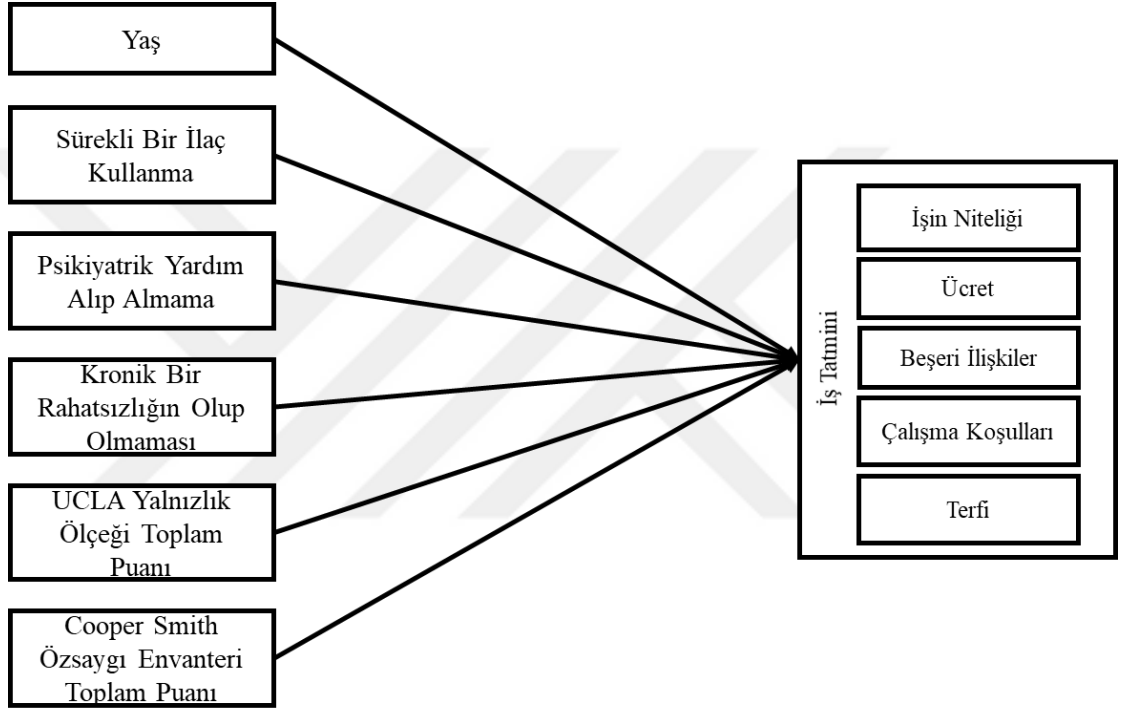 Yaş
Sürekli Bir İlaç
Kullanma
Psikiyatrik Yardım
Alıp Almama
Kronik Bir
Rahatsızlığın Olup
Olmaması
UCLA Yalnızlık
Ölçeği Toplam
Puanı
Cooper Smith
Özsaygı Envanteri
Toplam Puanı
İş Tatmini
İşin Niteliği
Ücret
Beşeri İlişkiler
Çalışma Koşulları
Terfi